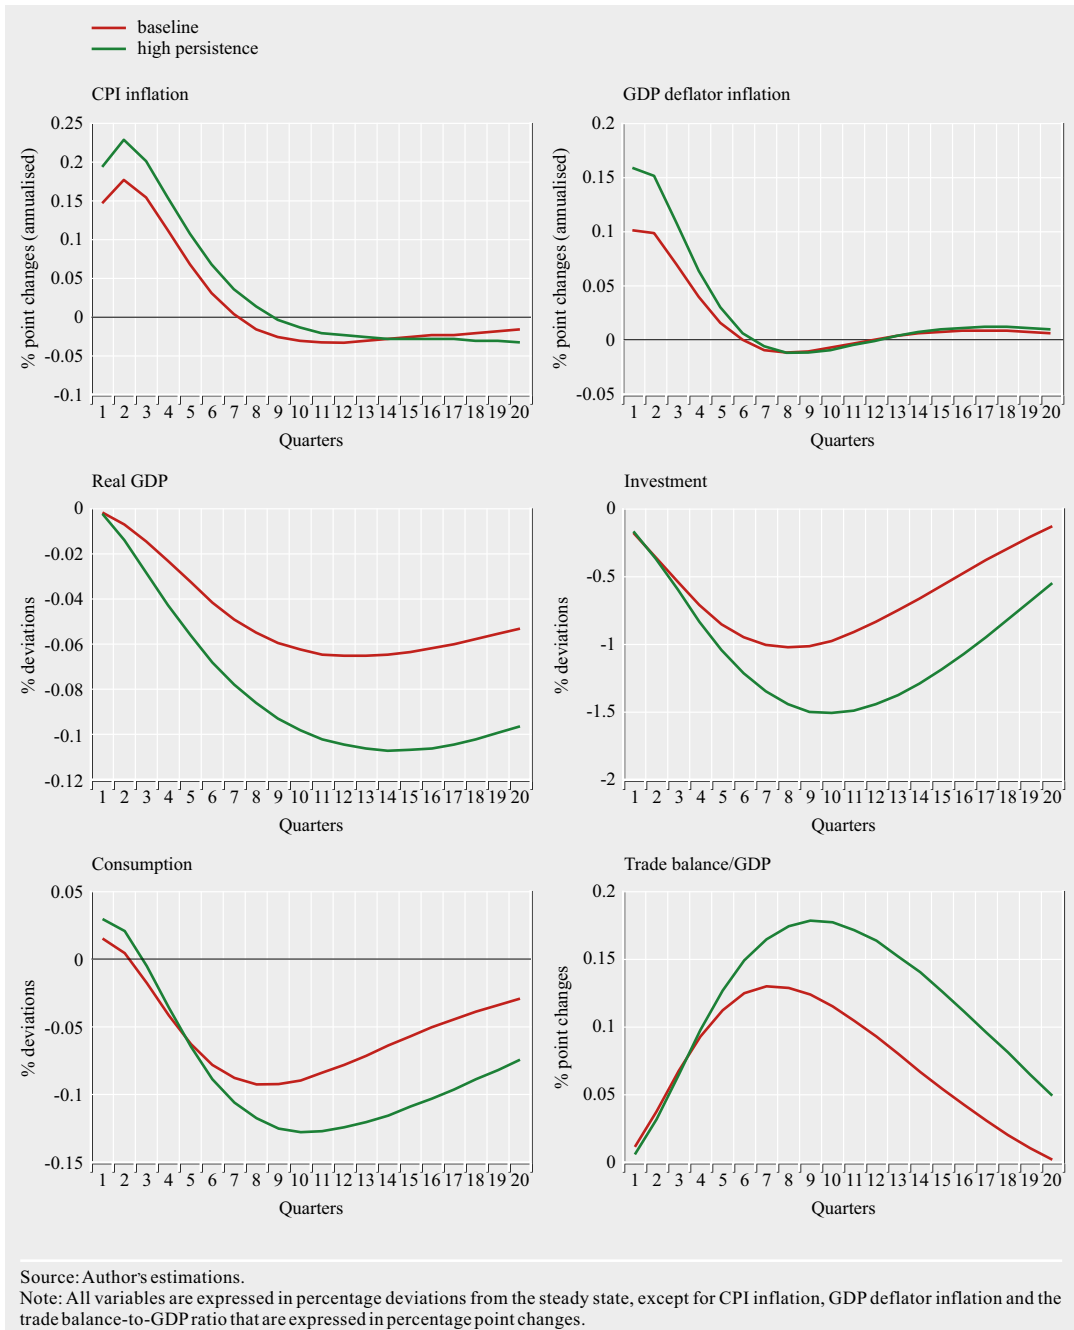 baseline
high persistence
CPI inflation
GDP deflator inflation
% point changes (annualised)
0.25
0.2
0.15
0.1
0.05
0
-0.05
-0.1
1 2 3 4 5 6 7 8 9 10 11 12 13 14 15 16 17 18 19 20
Quarters
% point changes (annualised)
0.2
0.15
0.1
0.05
0
-0.05
1 2 3 4 5 6 7 8 9 10 11 12 13 14 15 16 17 18 19 20
Quarters
Real GDP
Investment
% deviations
0
-0.02
-0.04
-0.06
-0.08
-0.1
-0.12
1 2 3 4 5 6 7 8 9 10 11 12 13 14 15 16 17 18 19 20
Quarters
% deviations
0
-0.5
-1
-1.5
-2
1 2 3 4 5 6 7 8 9 10 11 12 13 14 15 16 17 18 19 20
Quarters
Consumption
Trade balance/GDP
% deviations
0.05
0
-0.05
-0.1
-0.15
1 2 3 4 5 6 7 8 9 10 11 12 13 14 15 16 17 18 19 20
Quarters
% point changes
0.2
0.15
0.1
0.05
0
1 2 3 4 5 6 7 8 9 10 11 12 13 14 15 16 17 18 19 20
Quarters
Source: Author's estimations.
Note: All variables are expressed in percentage deviations from the steady state, except for CPI inflation, GDP deflator inflation and the
trade balance-to-GDP ratio that are expressed in percentage point changes.